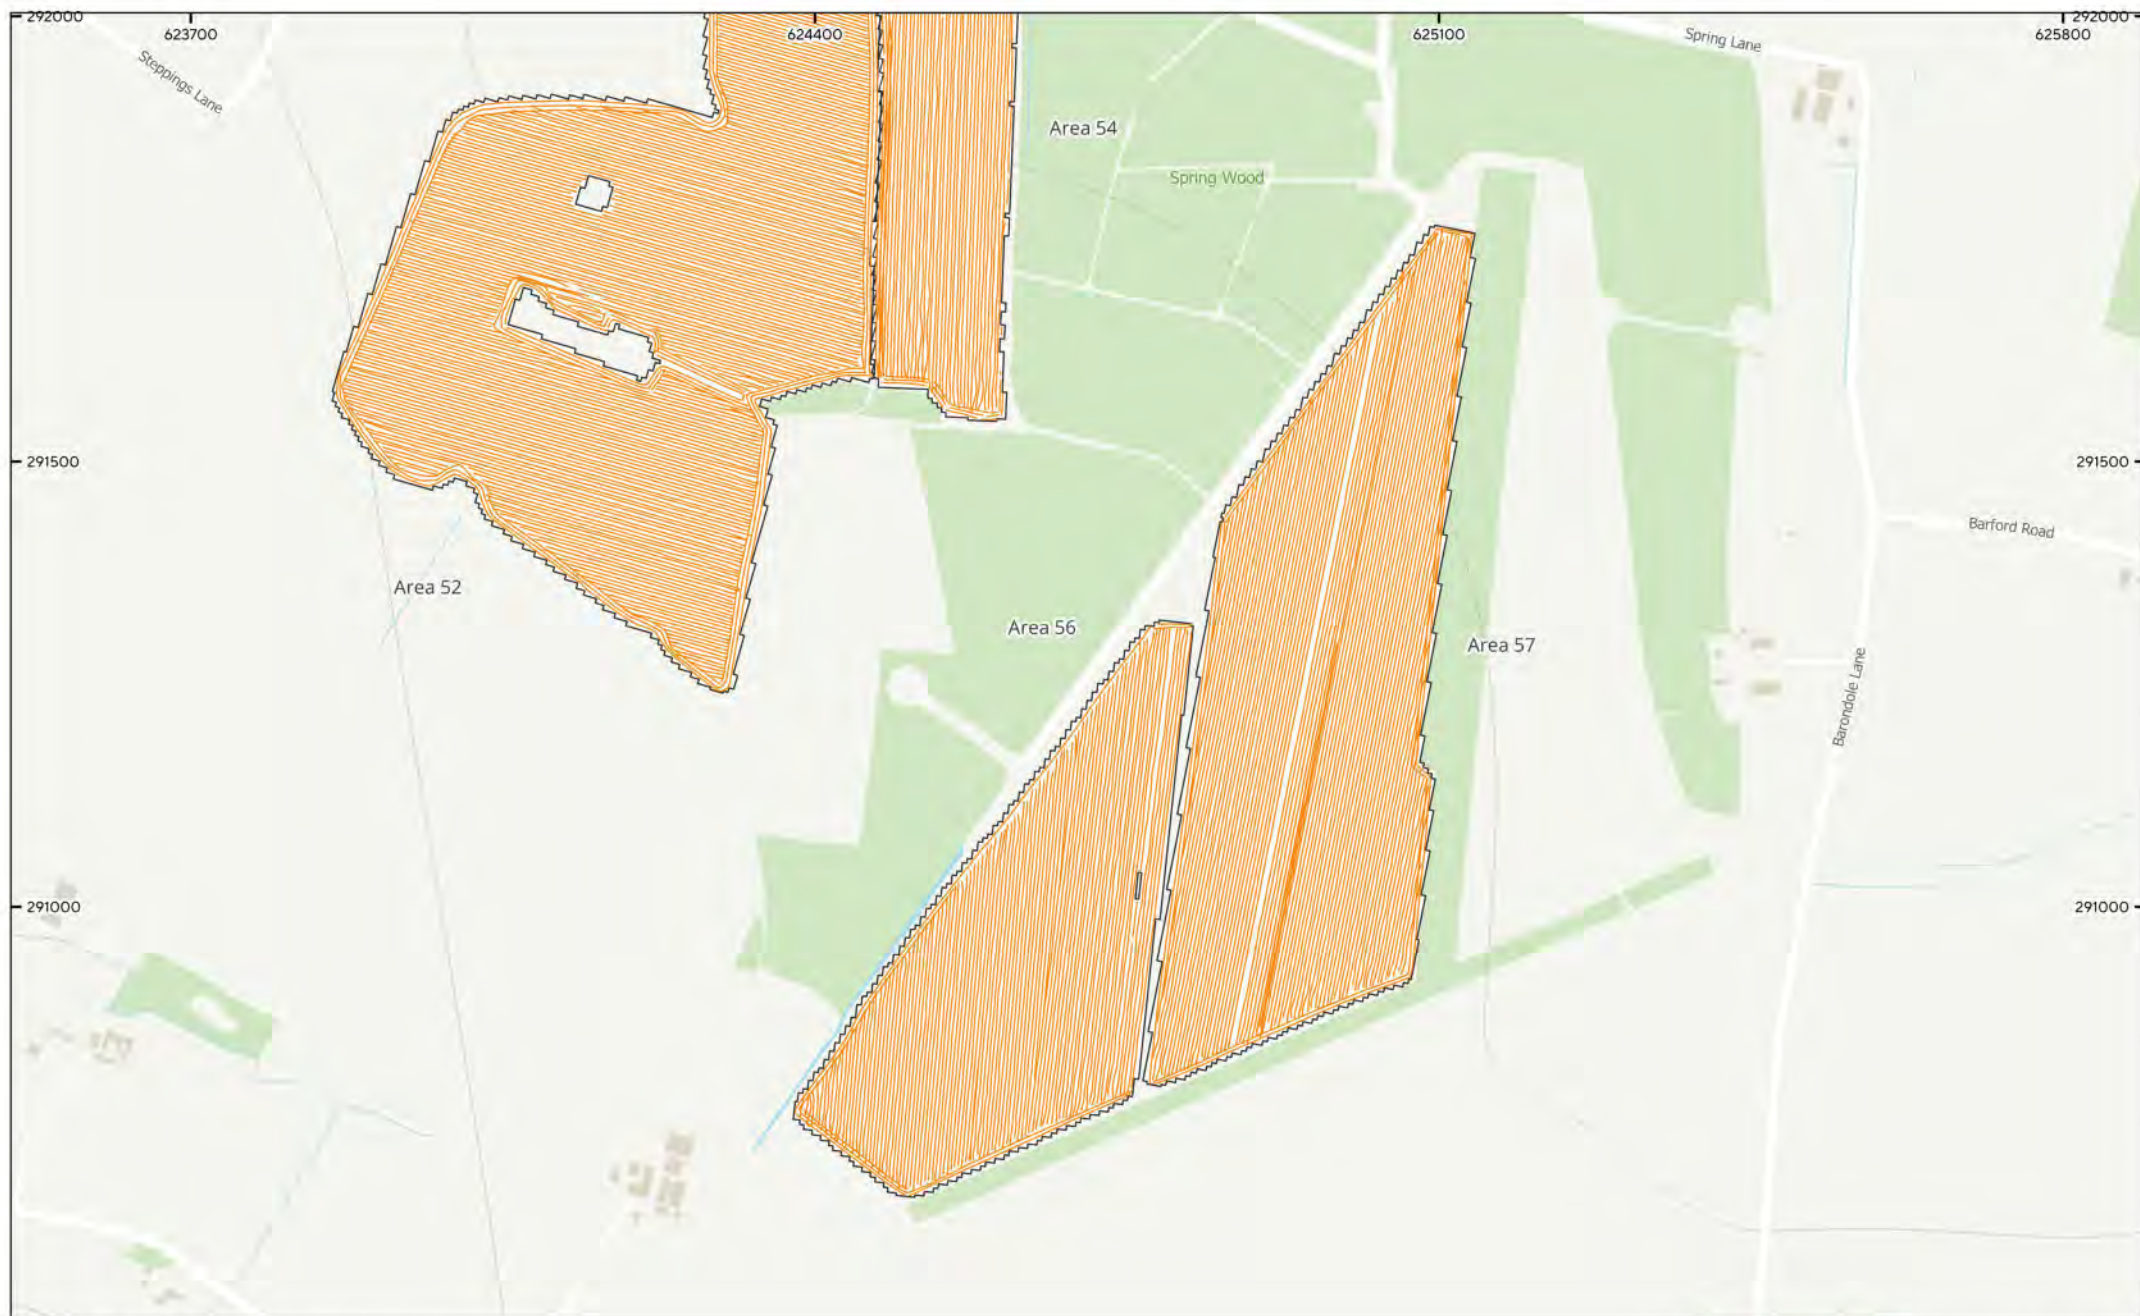 292000
292000
623700
624400
625100
625800
Spring Lane
Steppings Lane
Area 54
Spring Wood
291500
291500
Barford Road
Area 52
Area 56
Area 57
Barondole Lane
291000
291000